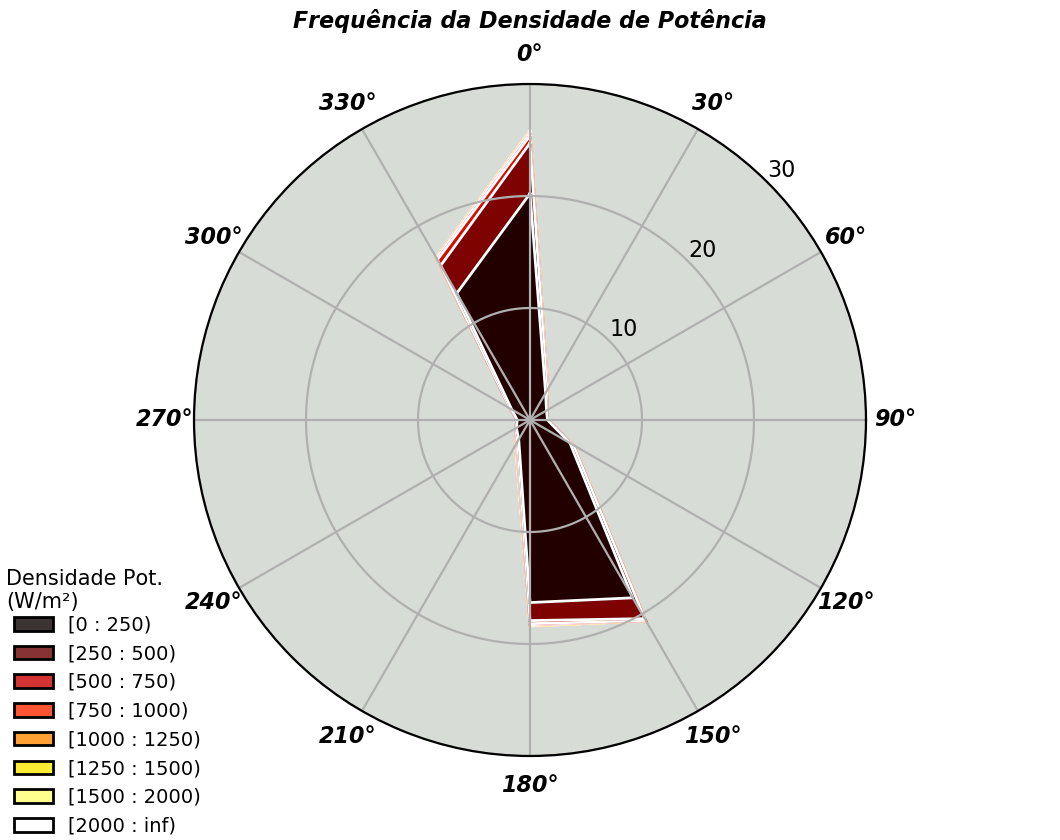 Frequência da Densidade de Potência
0°
330°
30°
30
300°
60°
20
10
270°
90°
240°
120°
210°
150°
180°
Densidade Pot.
(W/m²)
[0 : 250)
[250 : 500)
[500 : 750)
[750 : 1000)
[1000 : 1250)
[1250 : 1500)
[1500 : 2000)
[2000 : inf)